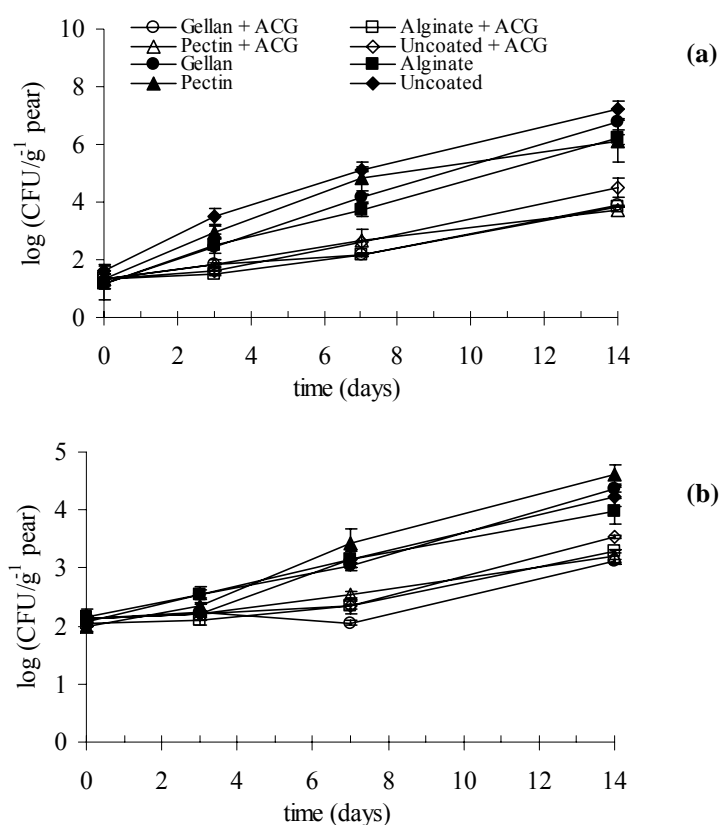 Gellan + ACG Alginate + ACG
Pectin + ACG Uncoated + ACG
Gellan Alginate
Pectin Uncoated
(a)
log (CFU/g⁻¹ pear)
10
8
6
4
2
0
0 2 4 6 8 10 12 14
time (days)
(b)
log (CFU/g⁻¹ pear)
5
4
3
2
1
0
0 2 4 6 8 10 12 14
time (days)